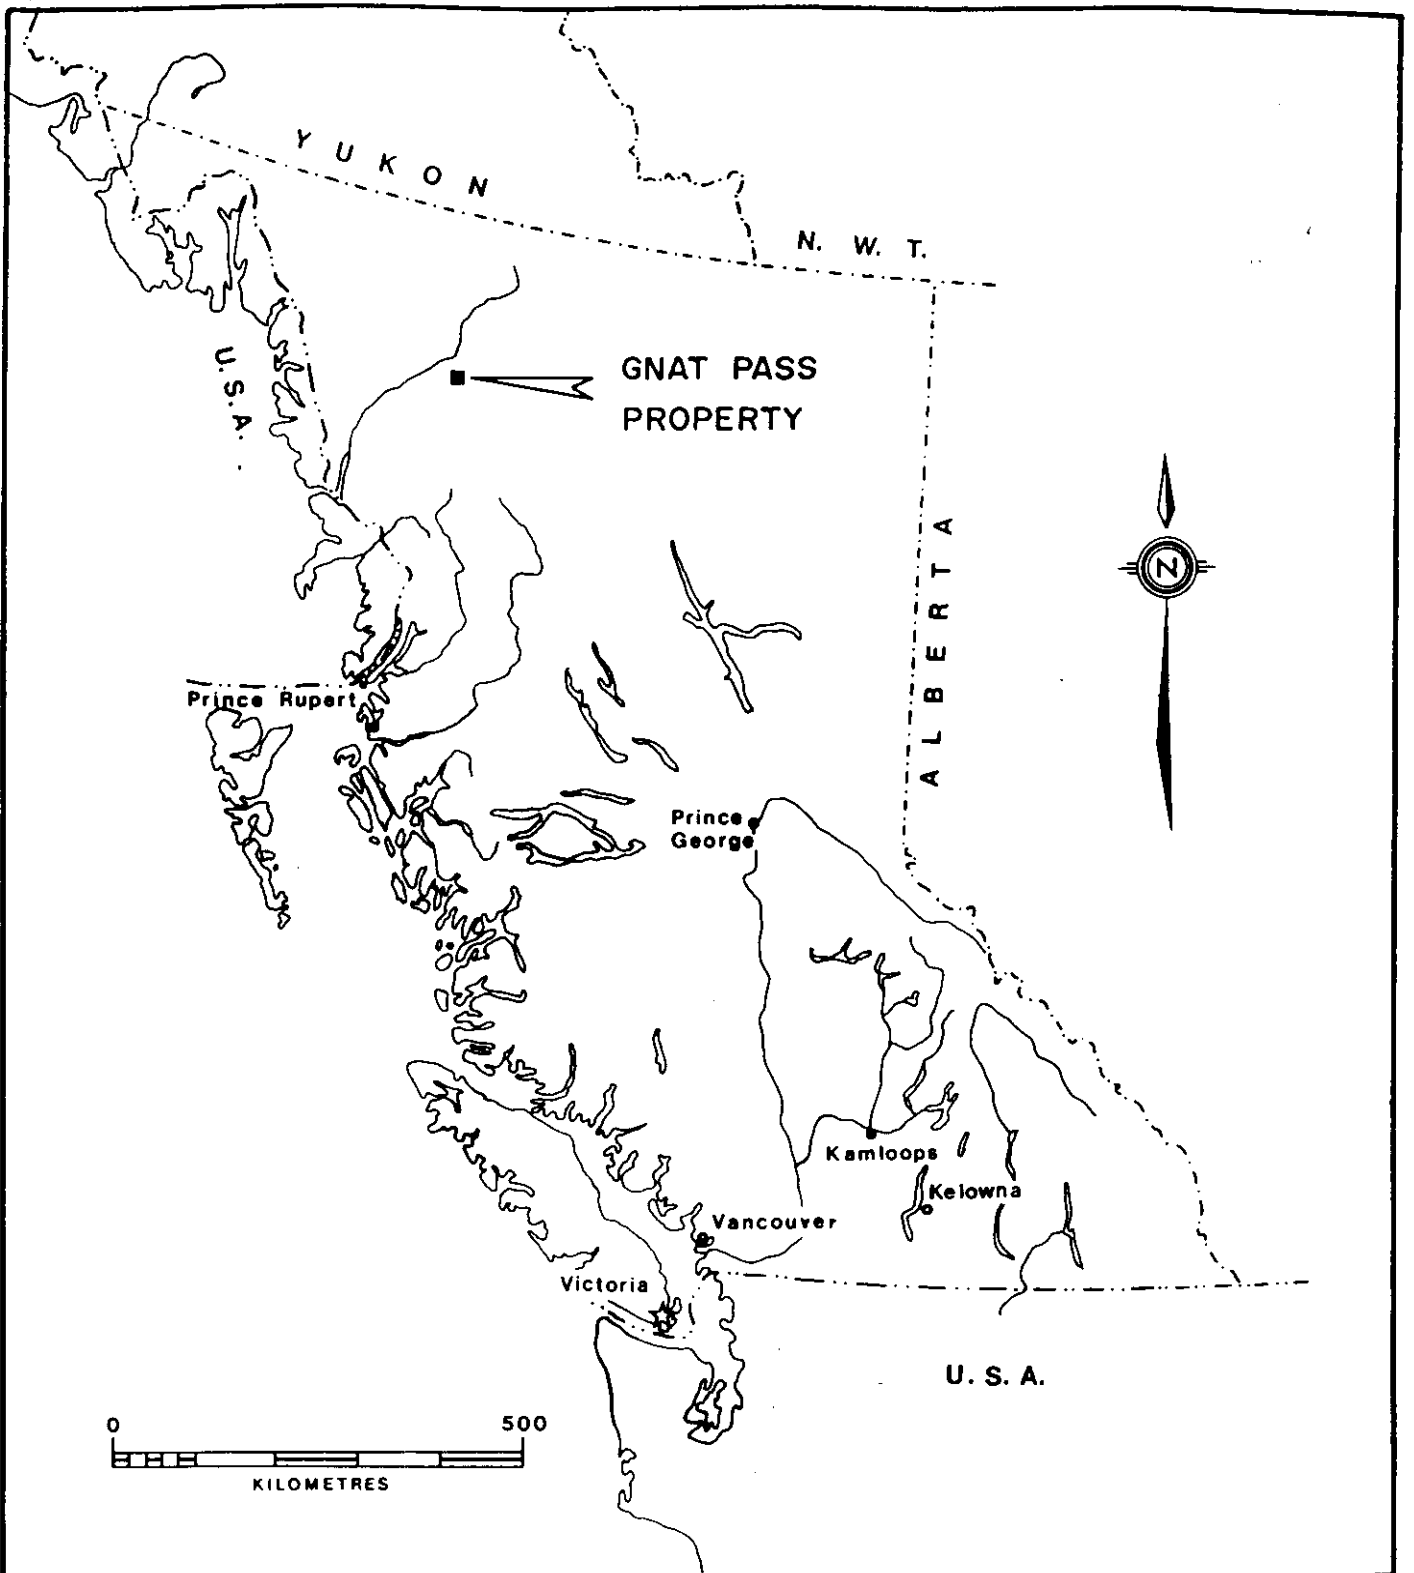 YUKON
N. W. T.
U.S.A.
GNAT PASS
PROPERTY
ALBERTA
N
Prince Rupert
Prince
George
Kamloops
Kelowna
Vancouver
Victoria
U. S. A.
0 500
KILOMETRES